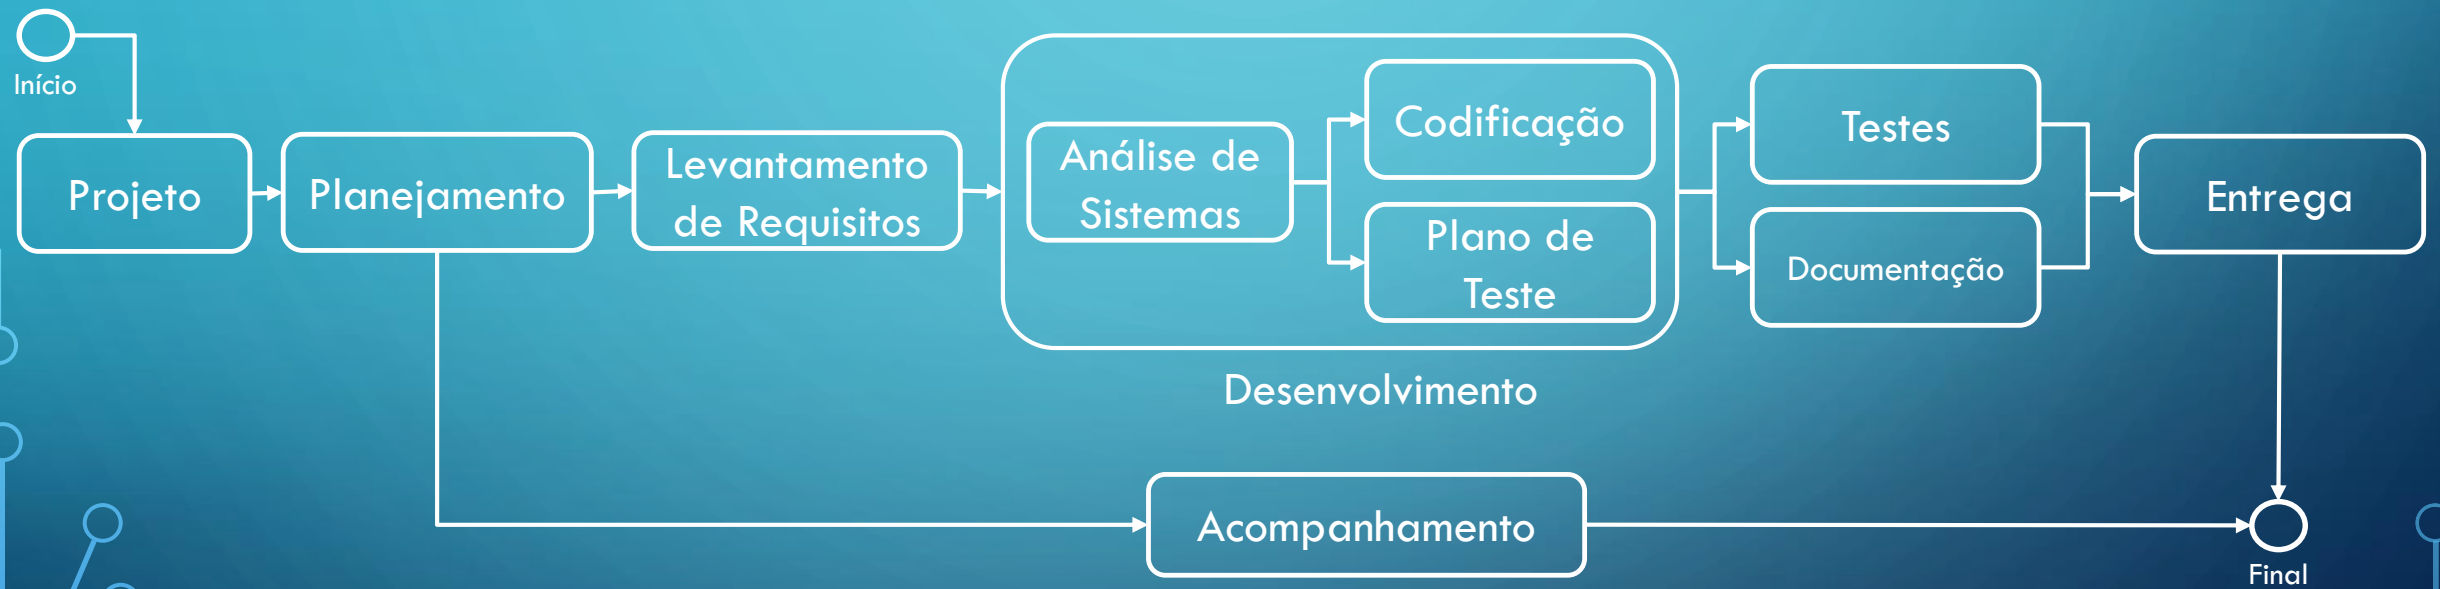 Início
Projeto
Planejamento
Levantamento
de Requisitos
Análise de
Sistemas
Codificação
Plano de
Teste
Desenvolvimento
Testes
Documentação
Entrega
Acompanhamento
Final